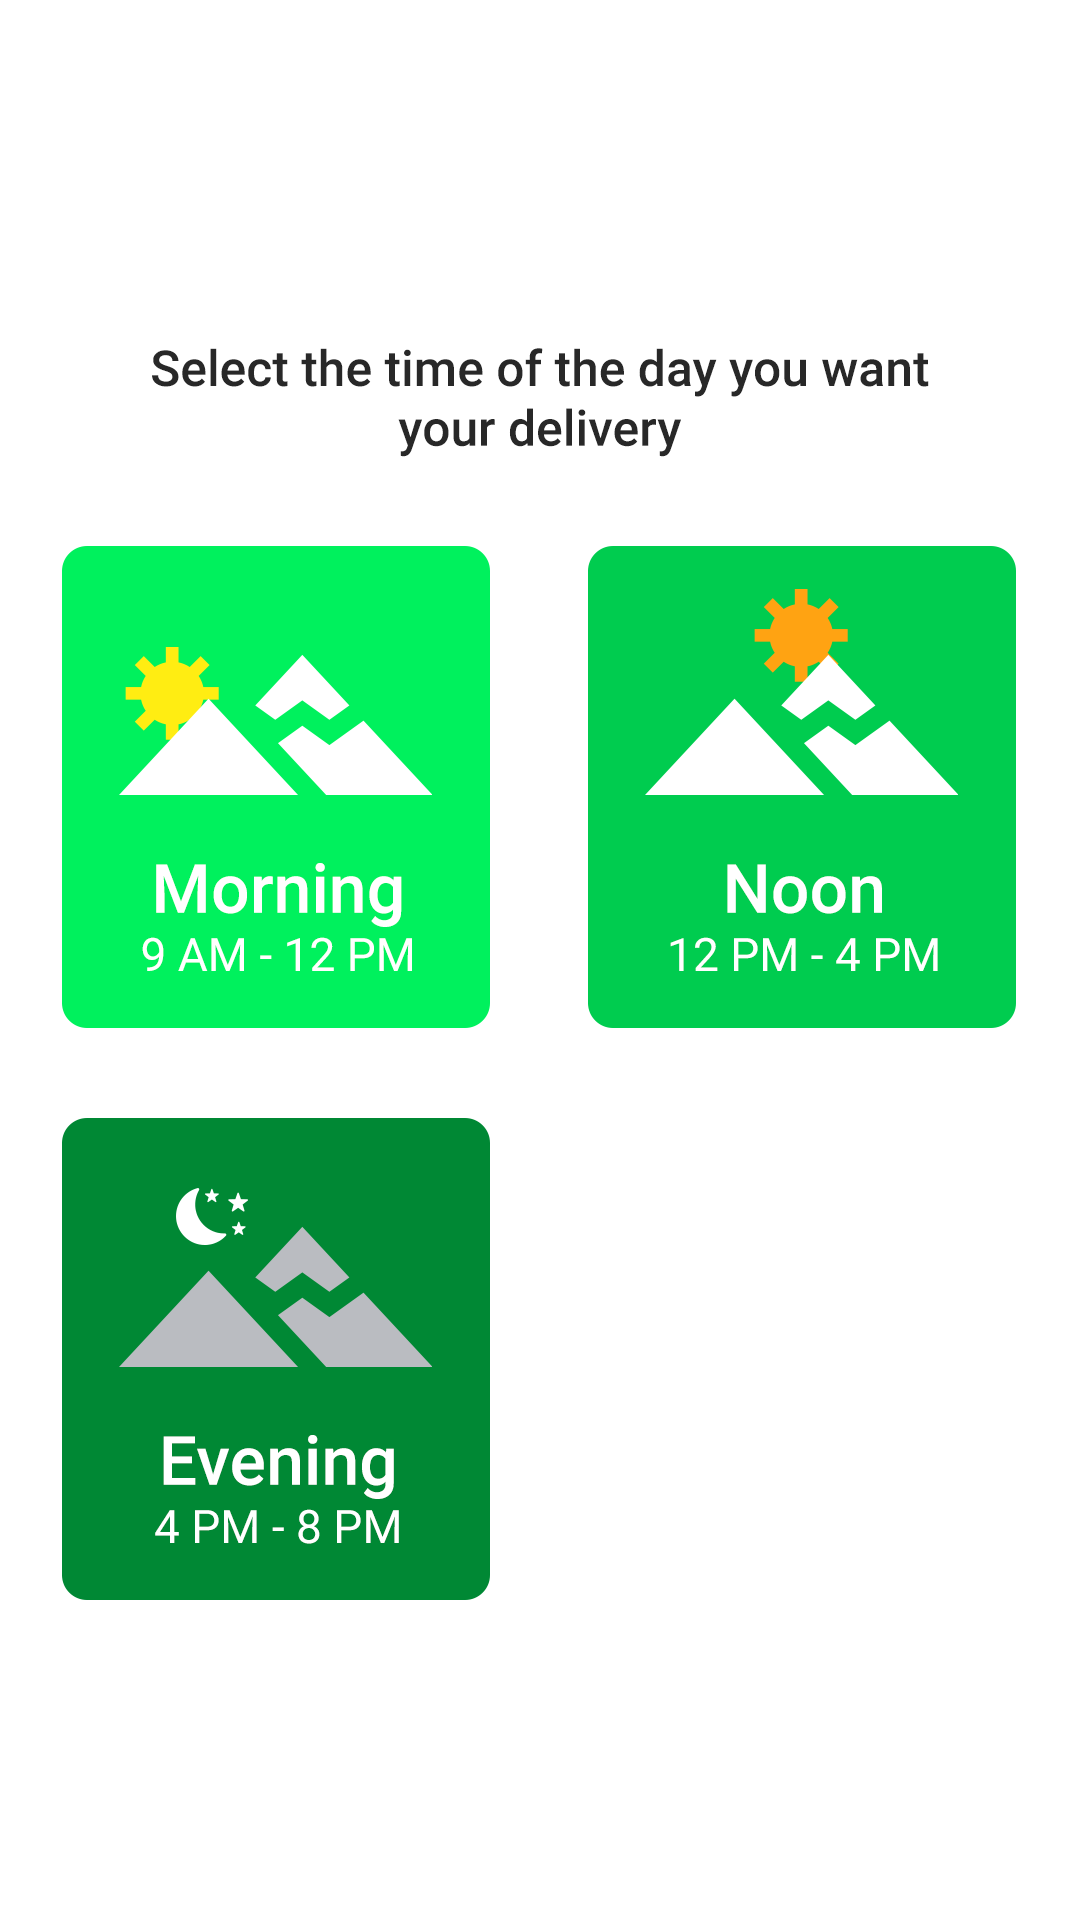 Select the time of the day you want
your delivery
Morning
9 AM - 12 PM
Noon
12 PM - 4 PM
Evening
4 PM - 8 PM